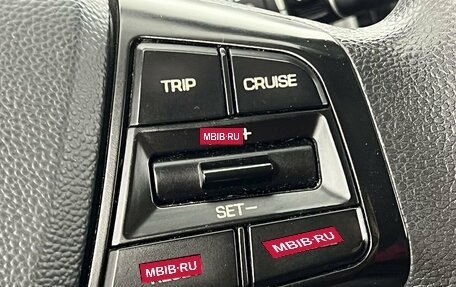 TRIP CRUISE
MBIB.RU +
SET-
MBIB.RU MBIB.RU